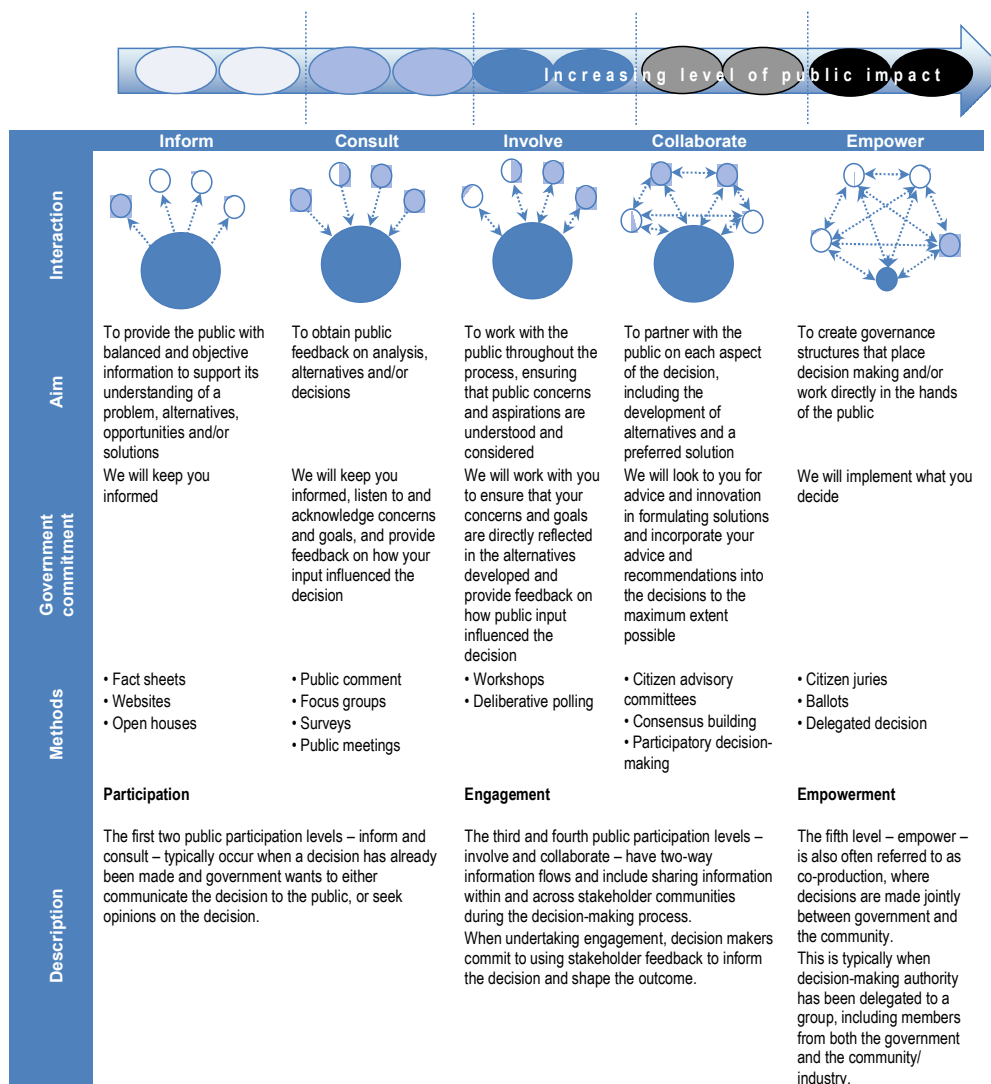 Increasing level of public impact
Inform
Consult
Involve
Collaborate
Empower
Interaction
Aim
To provide the public with
balanced and objective
information to support its
understanding of a
problem, alternatives,
opportunities and/or
solutions
To obtain public
feedback on analysis,
alternatives and/or
decisions
To work with the
public throughout the
process, ensuring
that public concerns
and aspirations are
understood and
considered
To partner with the
public on each aspect
of the decision,
including the
development of
alternatives and a
preferred solution
To create governance
structures that place
decision making and/or
work directly in the hands
of the public
Government
commitment
We will keep you
informed
We will keep you
informed, listen to and
acknowledge concerns
and goals, and provide
feedback on how your
input influenced the
decision
We will work with you
to ensure that your
concerns and goals
are directly reflected
in the alternatives
developed and
provide feedback on
how public input
influenced the
decision
We will look to you for
advice and innovation
in formulating solutions
and incorporate your
advice and
recommendations into
the decisions to the
maximum extent
possible
We will implement what you
decide
Methods
• Fact sheets
• Websites
• Open houses
• Public comment
• Focus groups
• Surveys
• Public meetings
• Workshops
• Deliberative polling
• Citizen advisory
committees
• Consensus building
• Participatory decision-
making
• Citizen juries
• Ballots
• Delegated decision
Description
Participation
The first two public participation levels – inform and
consult – typically occur when a decision has already
been made and government wants to either
communicate the decision to the public, or seek
opinions on the decision.
Engagement
The third and fourth public participation levels –
involve and collaborate – have two-way
information flows and include sharing information
within and across stakeholder communities
during the decision-making process.
When undertaking engagement, decision makers
commit to using stakeholder feedback to inform
the decision and shape the outcome.
Empowerment
The fifth level – empower –
is also often referred to as
co-production, where
decisions are made jointly
between government and
the community.
This is typically when
decision-making authority
has been delegated to a
group, including members
from both the government
and the community/
industry.